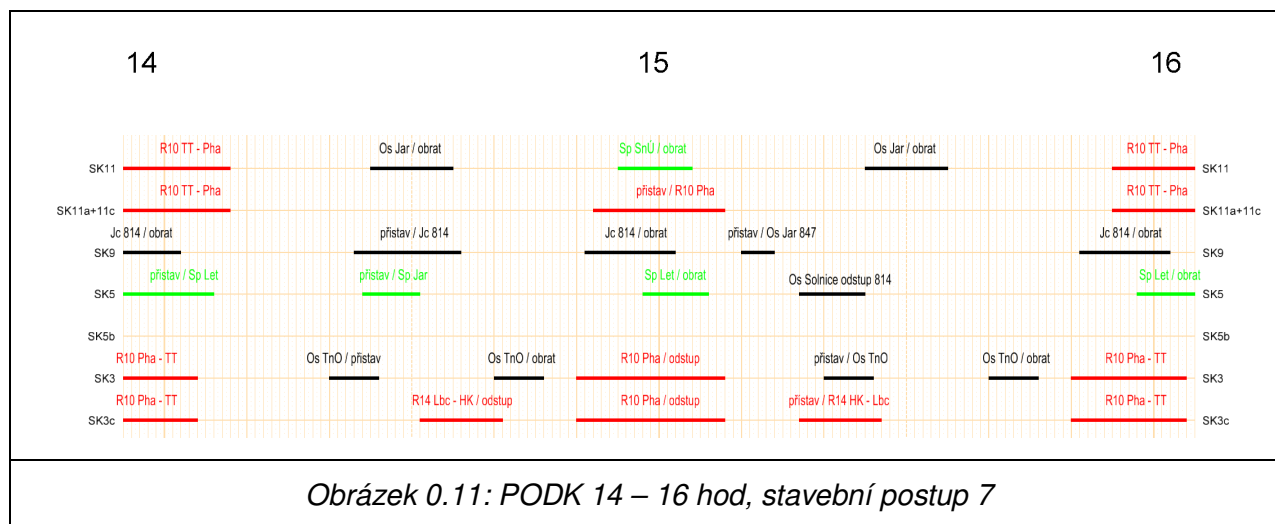 14 15 16
R10 TT - Pha Os Jar / obrat Sp SnÚ / obrat Os Jar / obrat R10 TT - Pha
SK11 SK11
R10 TT - Pha přistav / R10 Pha R10 TT - Pha
SK11a+11c SK11a+11c
Jc 814 / obrat přistav / Jc 814 Jc 814 / obrat přistav / Os Jar 847 Jc 814 / obrat
SK9 SK9
přistav / Sp Let přistav / Sp Jar Sp Let / obrat Os Solnice odstup 814 Sp Let / obrat
SK5 SK5
SK5b SK5b
R10 Pha - TT Os TnO / přistav Os TnO / obrat R10 Pha / odstup přistav / Os TnO Os TnO / obrat R10 Pha - TT
SK3 SK3
R10 Pha - TT R14 Lbc - HK / odstup R10 Pha / odstup přistav / R14 HK - Lbc R10 Pha - TT
SK3c SK3c
Obrázek 0.11: PODK 14 – 16 hod, stavební postup 7